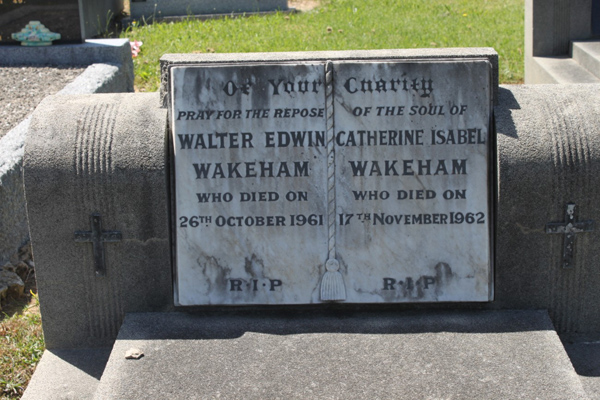 Of Your Charity
PRAY FOR THE REPOSE OF THE SOUL OF
WALTER EDWIN
WAKEHAM
WHO DIED ON
26TH OCTOBER 1961
R·I·P
CATHERINE ISABEL
WAKEHAM
WHO DIED ON
17TH NOVEMBER 1962
R·I·P